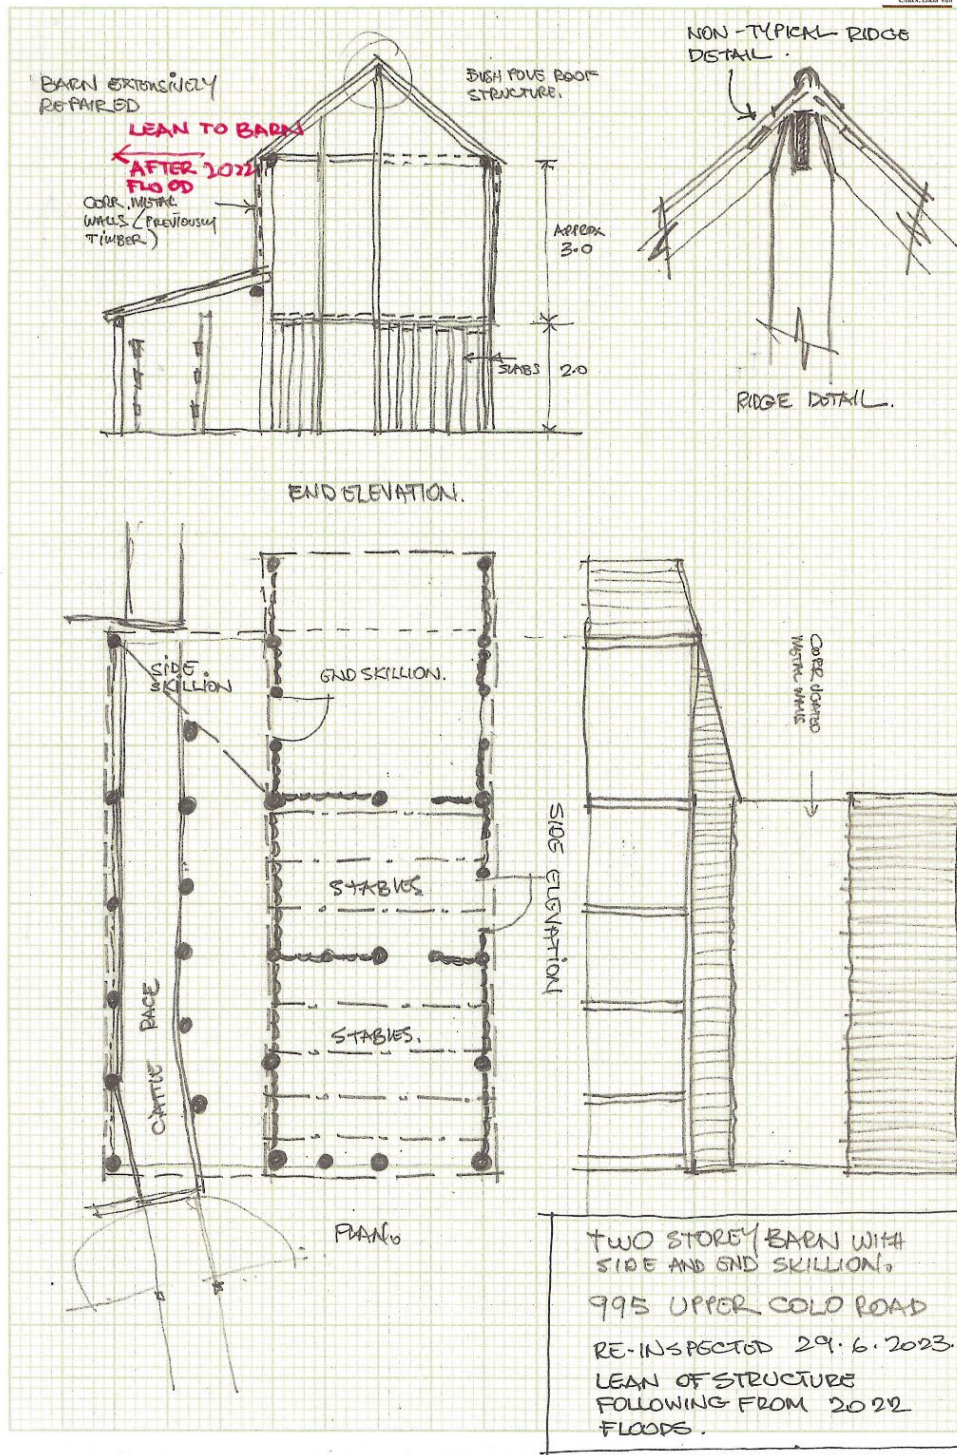 BARN EXTENSIVELY
REPAIRED
LEAN TO BARN
AFTER 2022
FLOOD
CORR. METAL
WALLS (PREVIOUSLY
TIMBER)
BUSH POLE ROOF
STRUCTURE.
APPROX
3.0
SLABS
2.0
NON-TYPICAL RIDGE
DETAIL.
RIDGE DETAIL.
END ELEVATION.
SIDE
SKILLION
END SKILLION.
STABLES
STABLES.
CATTLE RACE
PLAN.
SIDE ELEVATION
CORRUGATED
METAL WALLS
TWO STOREY BARN WITH
SIDE AND END SKILLION.
995 UPPER COLO ROAD
RE-INSPECTED 29.6.2023.
LEAN OF STRUCTURE
FOLLOWING FROM 2022
FLOODS.